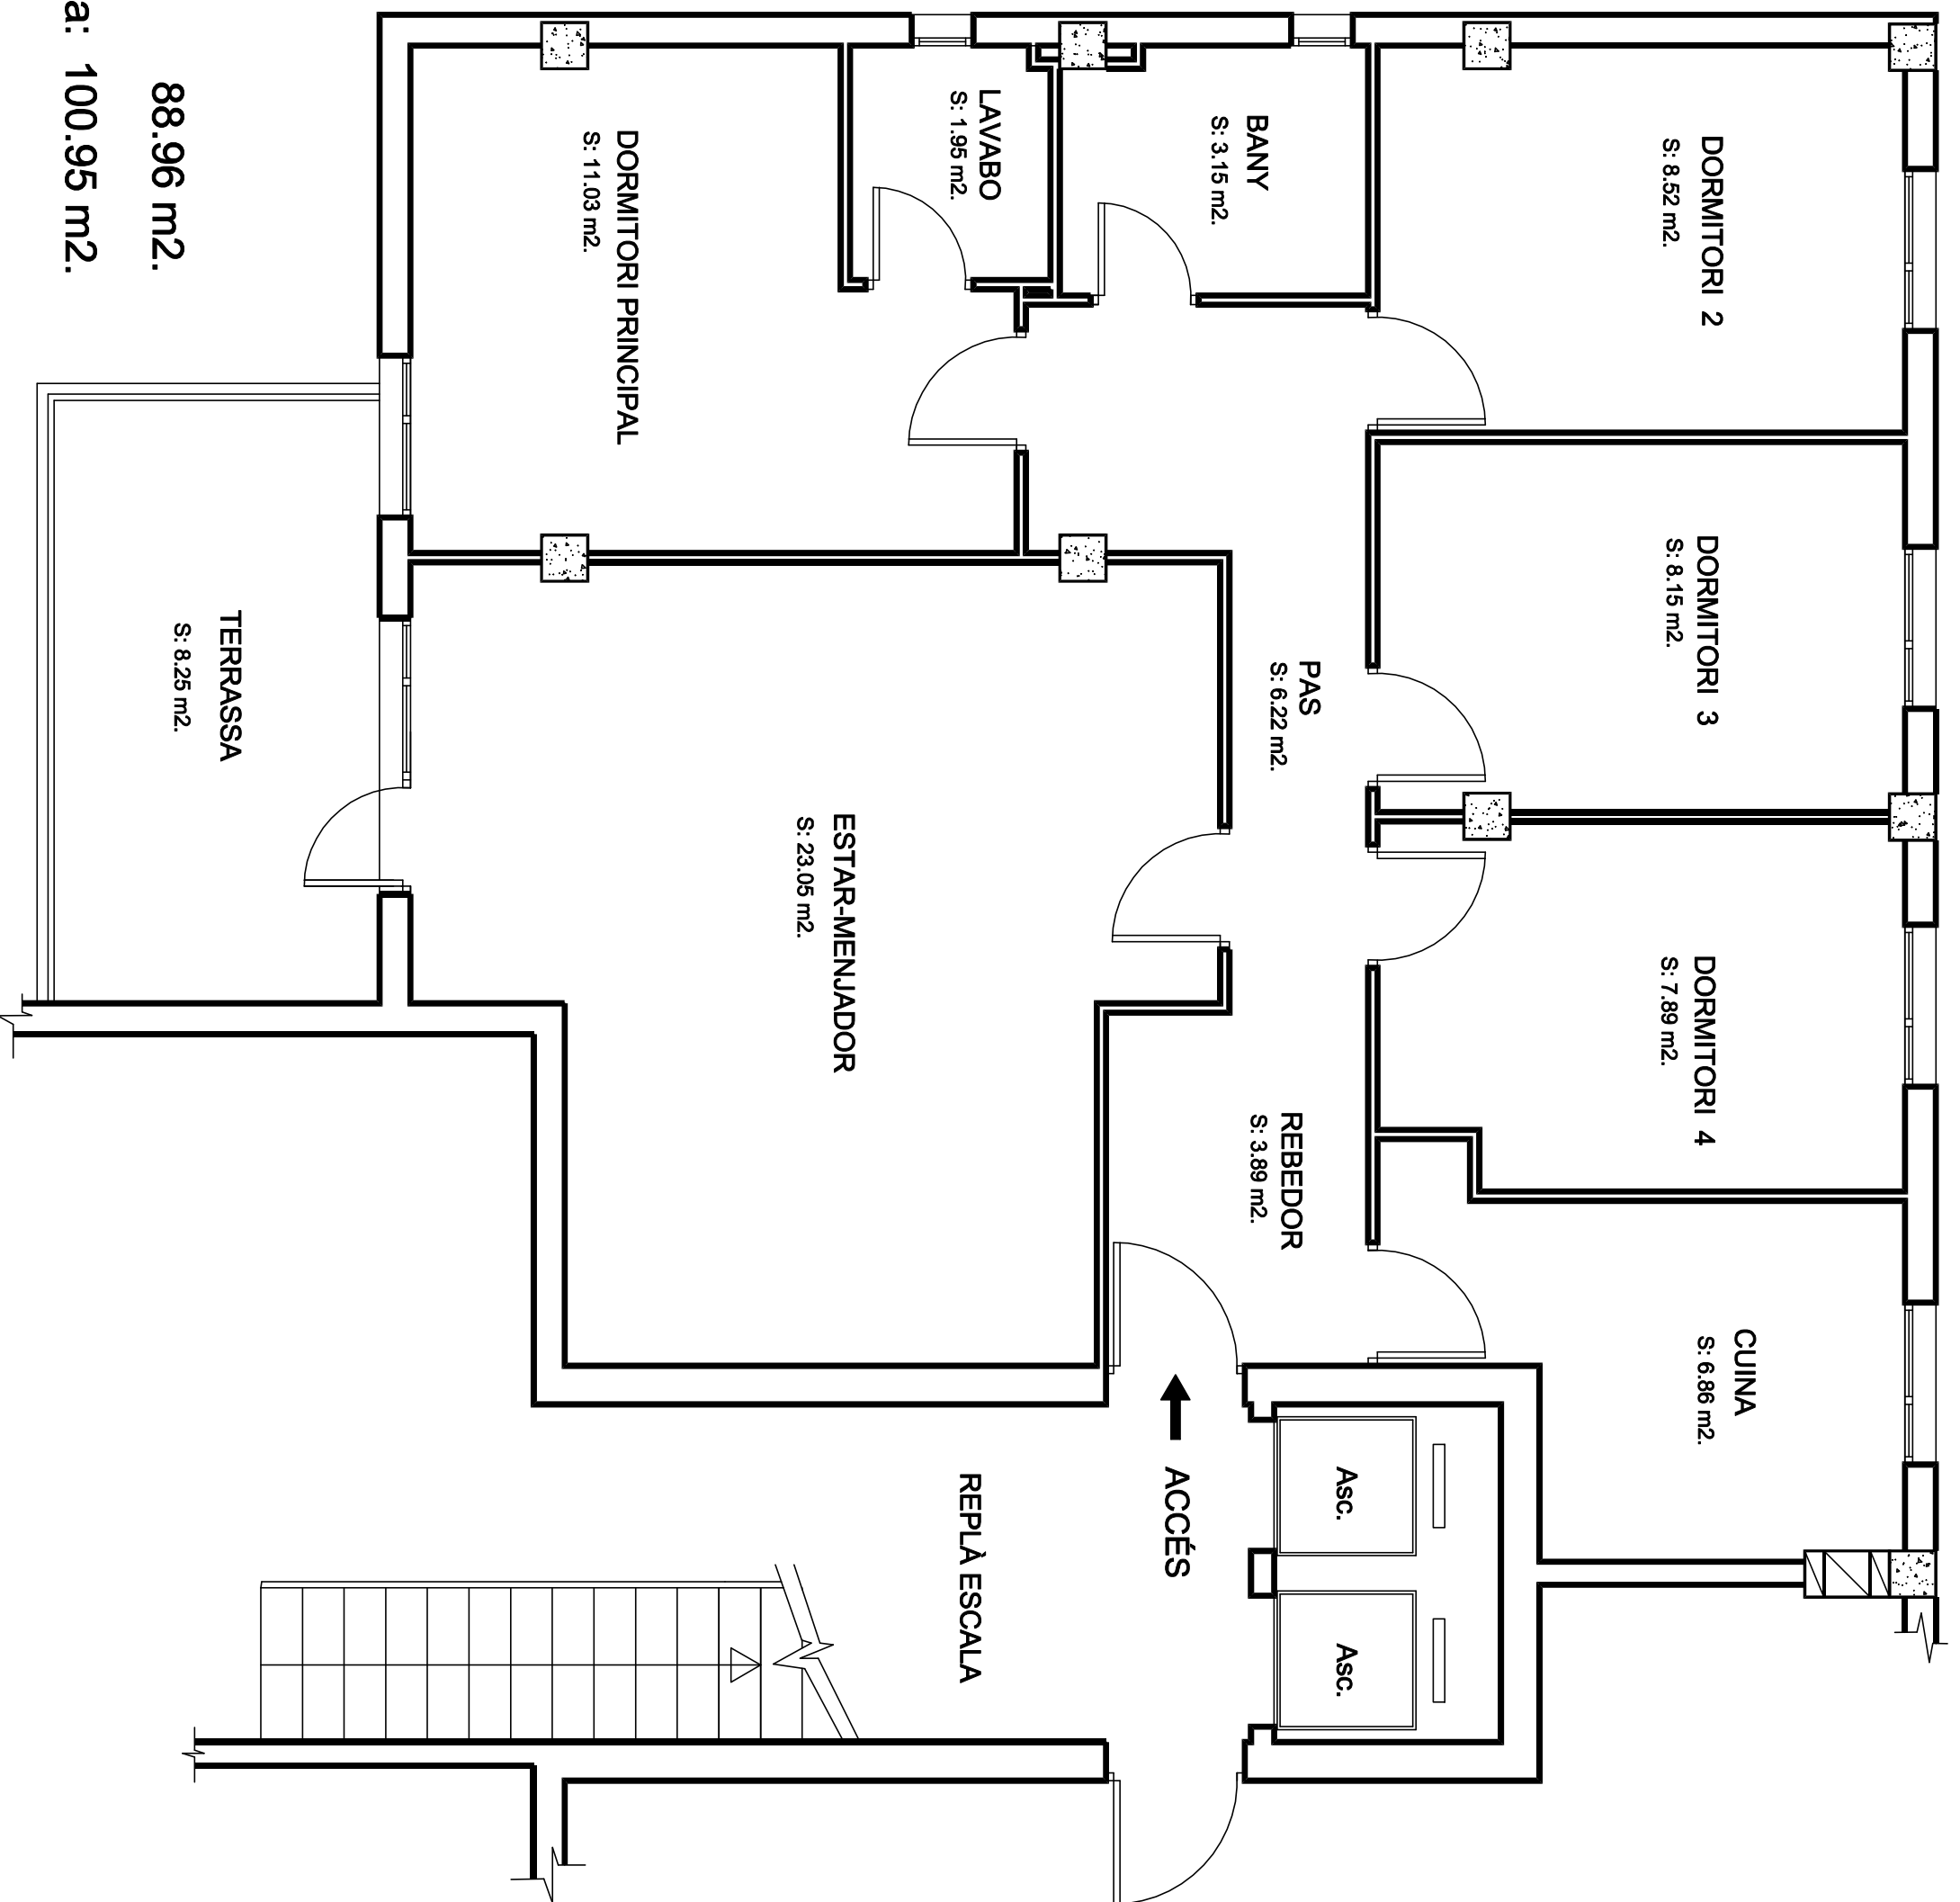 DORMITORI 2
S: 8.52 m2.
DORMITORI 3
S: 8.15 m2.
DORMITORI 4
S: 7.89 m2.
CUINA
S: 6.86 m2.
BANY
S: 3.15 m2.
LAVABO
S: 1.95 m2.
PAS
S: 6.22 m2.
REBEDOR
S: 3.89 m2.
DORMITORI PRINCIPAL
S: 11.03 m2.
ESTAR-MENJADOR
S: 23.05 m2.
TERRASSA
S: 8.25 m2.
ACCÉS
Asc.
Asc.
REPLÀ ESCALA
88.96 m2.
a: 100.95 m2.